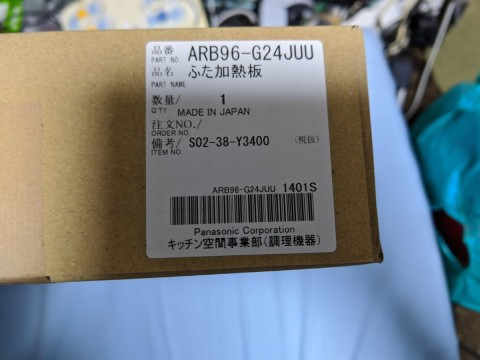 品番 ARB96-G24JUU
PART NO
品名 ふた加熱板
PART NAME
数量/ 1
Q'TY MADE IN JAPAN
注文NO./
ORDER NO
備考/ S02-38-Y3400 (税抜)
ITEM NO
ARB96-G24JUU 1401S
Panasonic Corporation
キッチン空間事業部(調理機器)